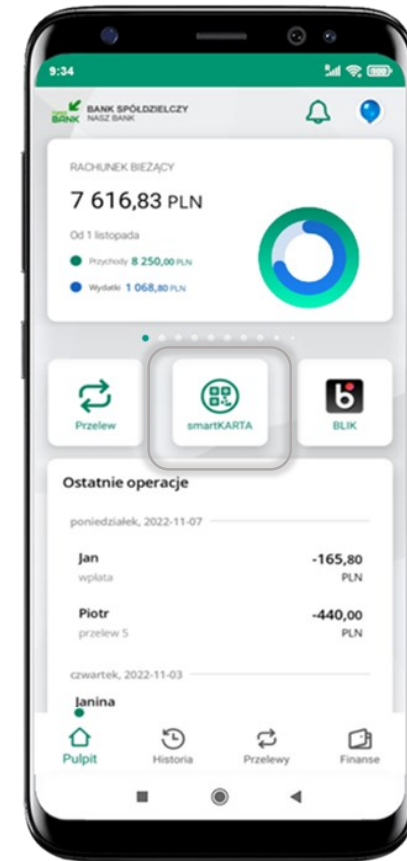 9:34
BANK SPÓŁDZIELCZY
NASZ BANK
RACHUNEK BIEŻĄCY
7 616,83 PLN
Od 1 listopada
Przychody 8 250,00 PLN
Wydatki 1 068,80 PLN
Przelew smartKARTA BLIK
Ostatnie operacje
poniedziałek, 2022-11-07
Jan -165,80
wpłata PLN
Piotr -440,00
przelew 5 PLN
czwartek, 2022-11-03
Janina
Pulpit Historia Przelewy Finanse